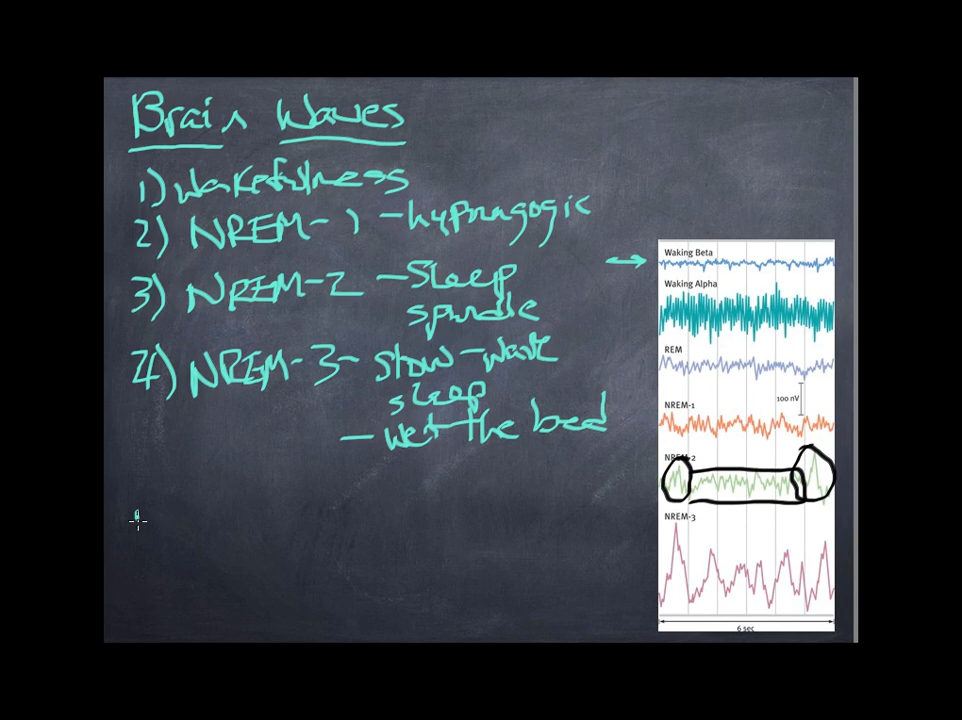 Brain Waves
1) Wakefulness
2) NREM-1 - hypnagogic
3) NREM-2 - Sleep
spindle
4) NREM-3 - slow-wave
sleep
- wet the bed
Waking Beta
Waking Alpha
REM
100 nV
NREM-1
NREM-2
NREM-3
6 sec